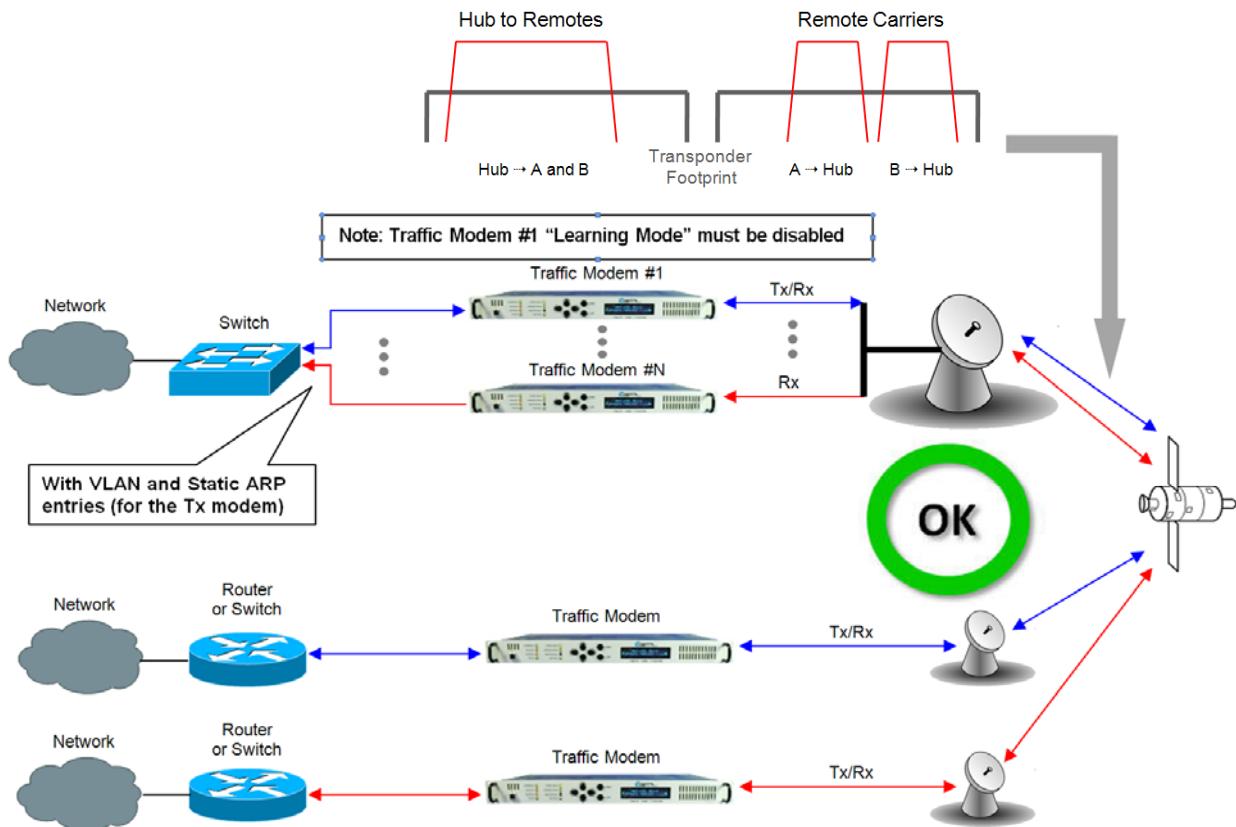 Hub to Remotes
Remote Carriers
Hub → A and B
Transponder
Footprint
A → Hub
B → Hub
Note: Traffic Modem #1 “Learning Mode” must be disabled
Traffic Modem #1
Network
Switch
Tx/Rx
Traffic Modem #N
Rx
With VLAN and Static ARP
entries (for the Tx modem)
OK
Network
Router
or Switch
Traffic Modem
Tx/Rx
Network
Router
or Switch
Traffic Modem
Tx/Rx